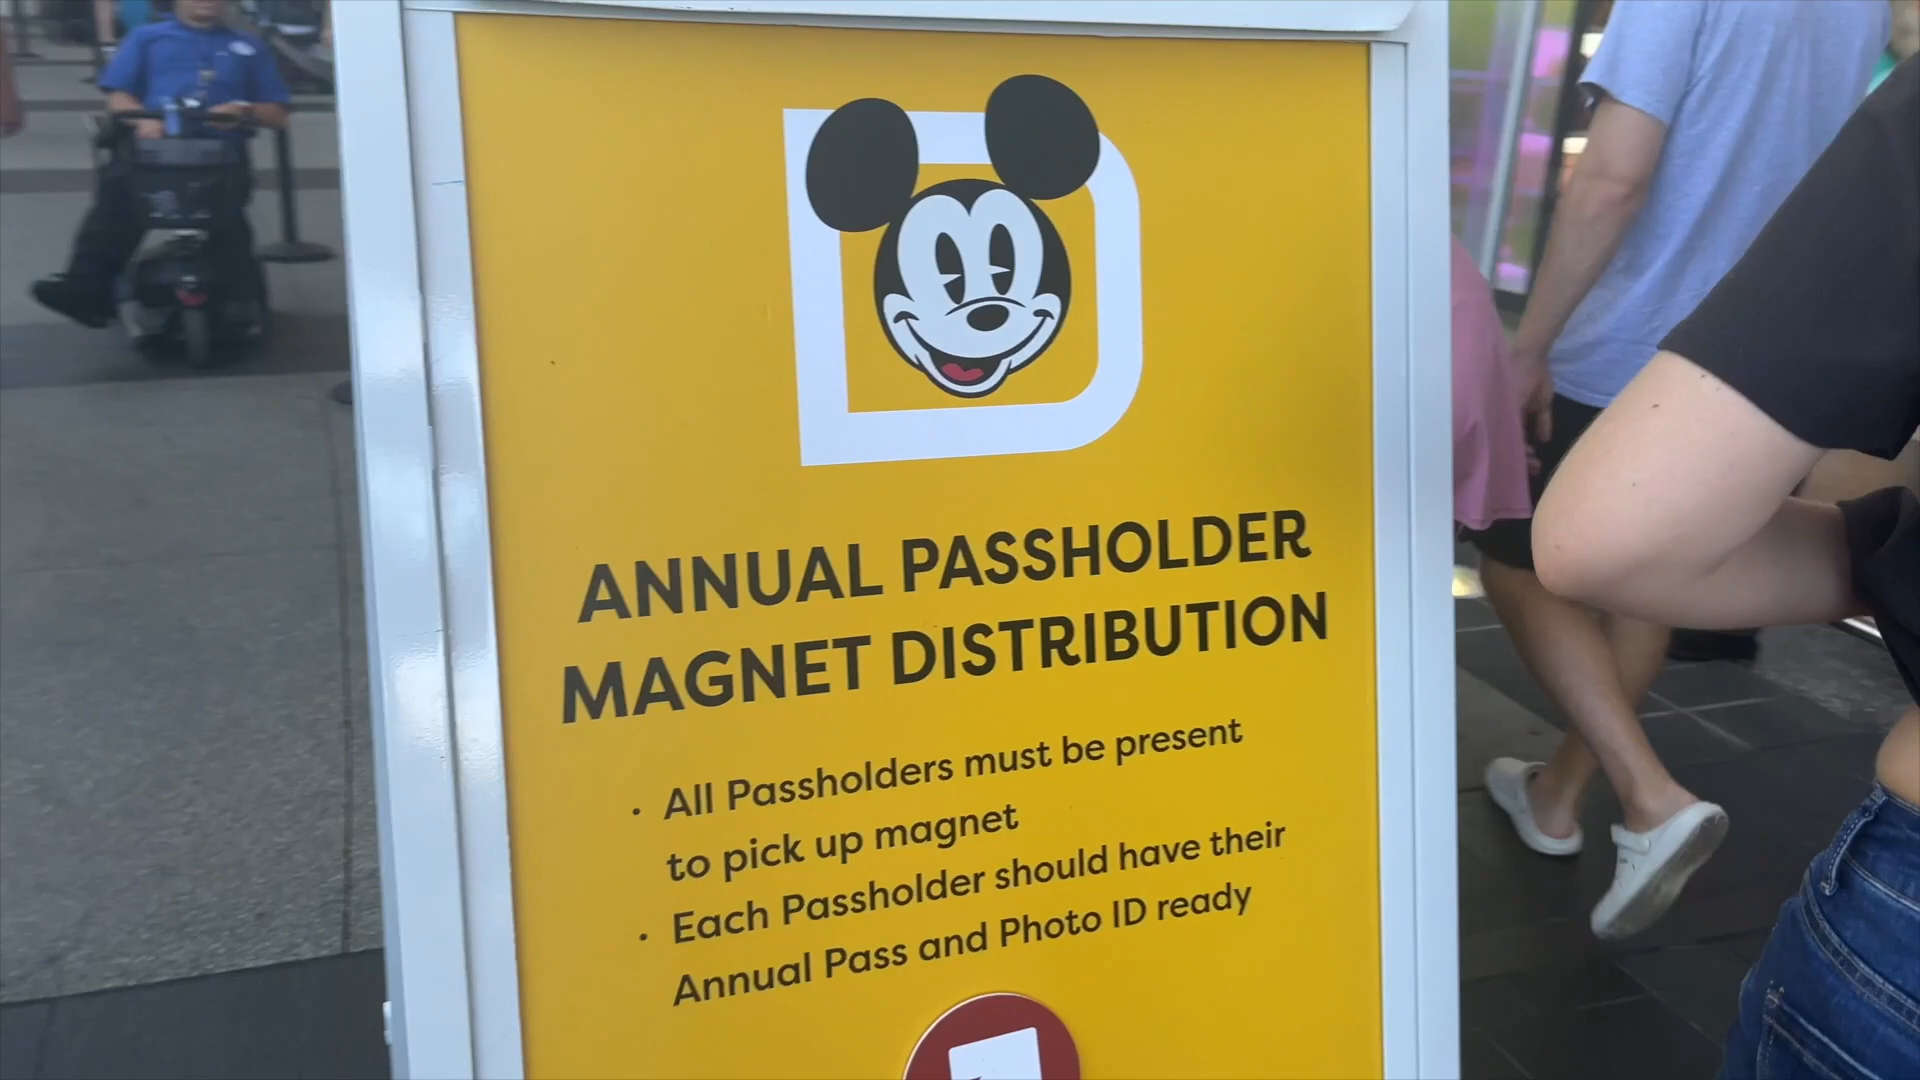 ANNUAL PASSHOLDER
MAGNET DISTRIBUTION
· All Passholders must be present
to pick up magnet
· Each Passholder should have their
Annual Pass and Photo ID ready